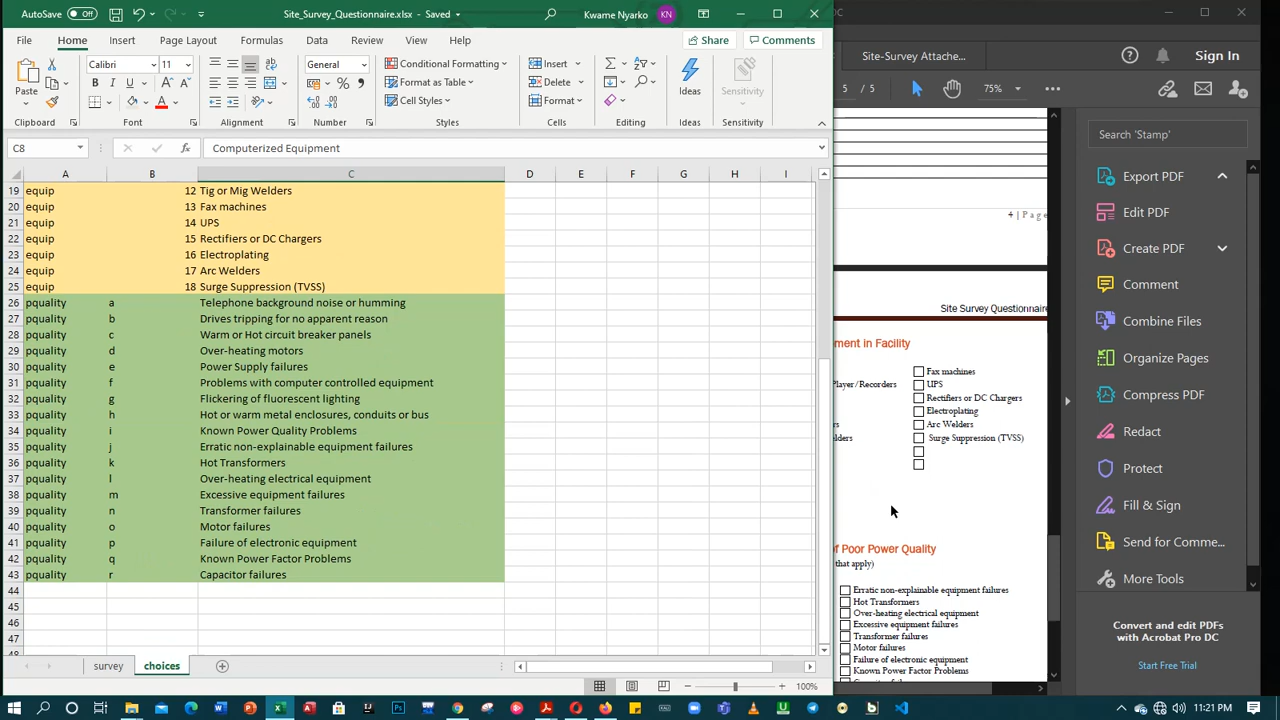 AutoSave Off Site_Survey_Questionnaire.xlsx - Saved Kwame Nyarko KN
File Home Insert Page Layout Formulas Data Review View Help Share Comments
Paste Calibri 11 General Conditional Formatting Insert Ideas Sensitivity
Format as Table Delete
Cell Styles Format
Clipboard Font Alignment Number Styles Cells Editing Ideas Sensitivity
C8 Computerized Equipment
A B C D E F G H I
19 equip 12 Tig or Mig Welders
20 equip 13 Fax machines
21 equip 14 UPS
22 equip 15 Rectifiers or DC Chargers
23 equip 16 Electroplating
24 equip 17 Arc Welders
25 equip 18 Surge Suppression (TVSS)
26 pquality a Telephone background noise or humming
27 pquality b Drives tripping for no apparent reason
28 pquality c Warm or Hot circuit breaker panels
29 pquality d Over-heating motors
30 pquality e Power Supply failures
31 pquality f Problems with computer controlled equipment
32 pquality g Flickering of fluorescent lighting
33 pquality h Hot or warm metal enclosures, conduits or bus
34 pquality i Known Power Quality Problems
35 pquality j Erratic non-explainable equipment failures
36 pquality k Hot Transformers
37 pquality l Over-heating electrical equipment
38 pquality m Excessive equipment failures
39 pquality n Transformer failures
40 pquality o Motor failures
41 pquality p Failure of electronic equipment
42 pquality q Known Power Factor Problems
43 pquality r Capacitor failures
44
45
46
47
48
survey choices
100%
DC
Site-Survey Attache... Sign In
5 / 5 75%
4 | Page
Site Survey Questionnaire
ment in Facility
Fax machines
Player/Recorders UPS
Rectifiers or DC Chargers
Electroplating
rs Arc Welders
elders Surge Suppression (TVSS)
of Poor Power Quality
that apply)
Erratic non-explainable equipment failures
Hot Transformers
Over-heating electrical equipment
Excessive equipment failures
Transformer failures
Motor failures
Failure of electronic equipment
Known Power Factor Problems
Search 'Stamp'
Export PDF
Edit PDF
Create PDF
Comment
Combine Files
Organize Pages
Compress PDF
Redact
Protect
Fill & Sign
Send for Comme...
More Tools
Convert and edit PDFs
with Acrobat Pro DC
Start Free Trial
11:21 PM